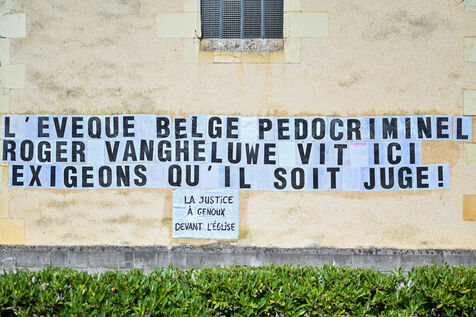 L'EVEQUE BELGE PEDOCRIMINEL
ROGER VANGHELUWE VIT ICI
EXIGEONS QU'IL SOIT JUGE!
LA JUSTICE
À GENOUX
DEVANT L'ÉGLISE